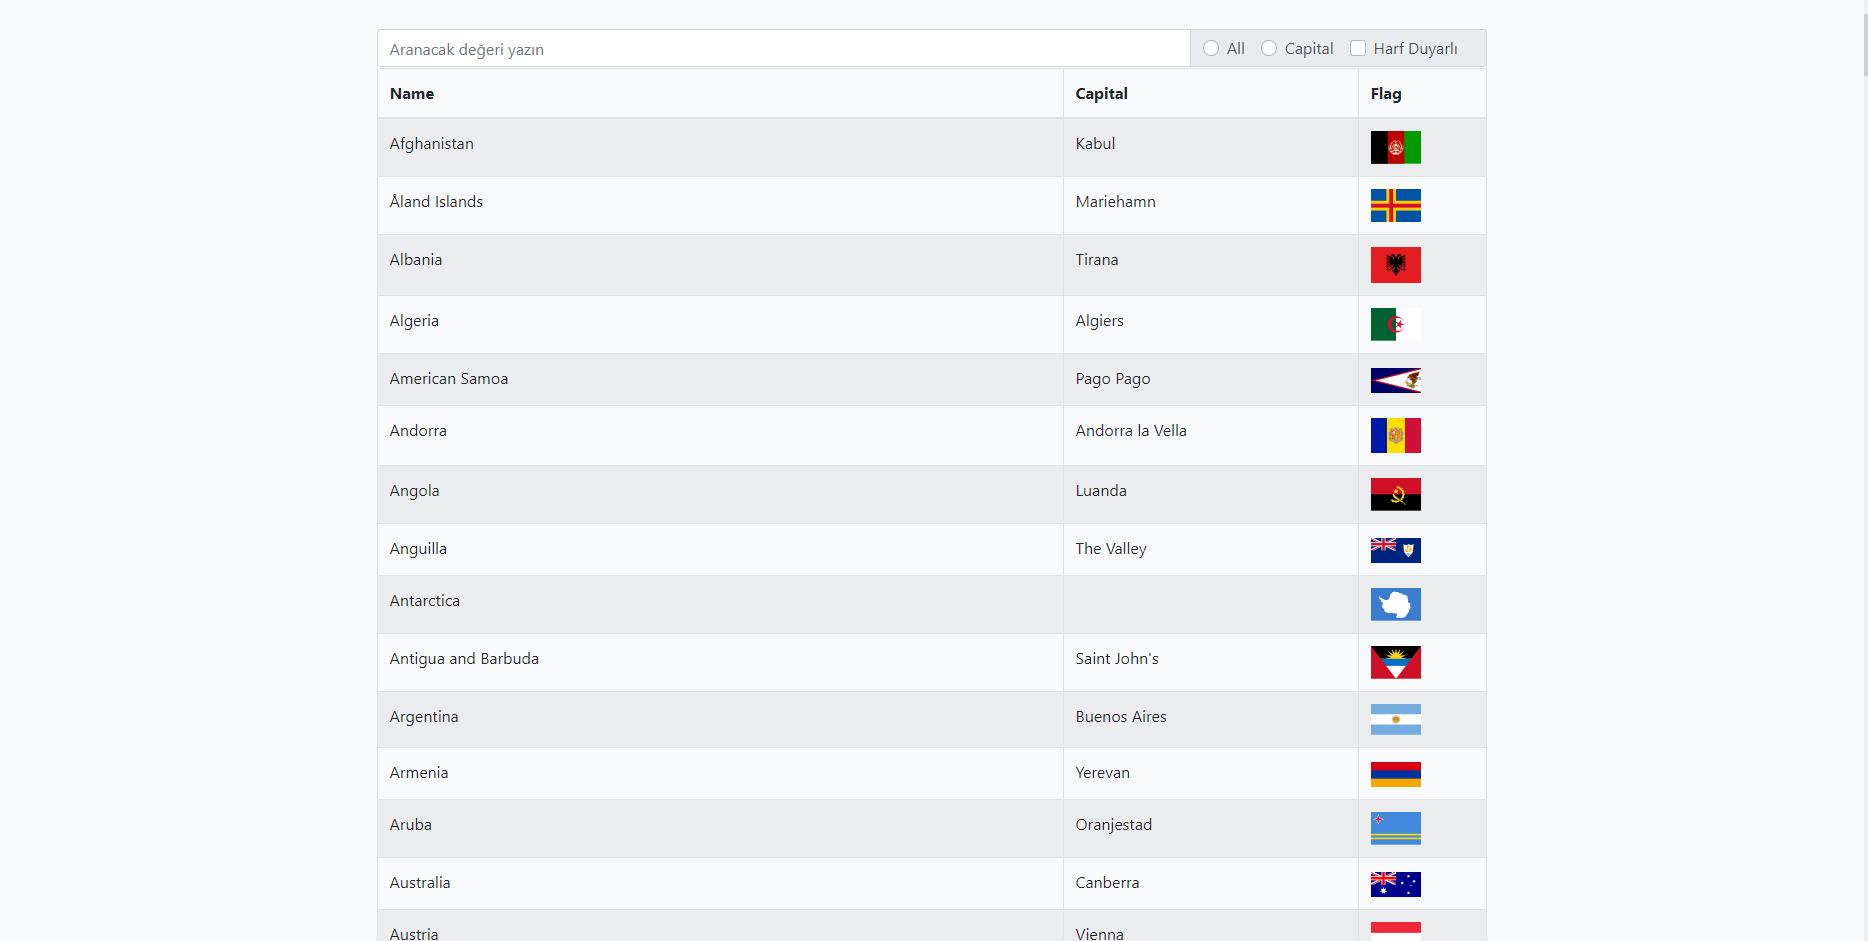 Aranacak değeri yazın All Capital Harf Duyarlı
Name Capital Flag
Afghanistan Kabul
Åland Islands Mariehamn
Albania Tirana
Algeria Algiers
American Samoa Pago Pago
Andorra Andorra la Vella
Angola Luanda
Anguilla The Valley
Antarctica
Antigua and Barbuda Saint John's
Argentina Buenos Aires
Armenia Yerevan
Aruba Oranjestad
Australia Canberra
Austria Vienna